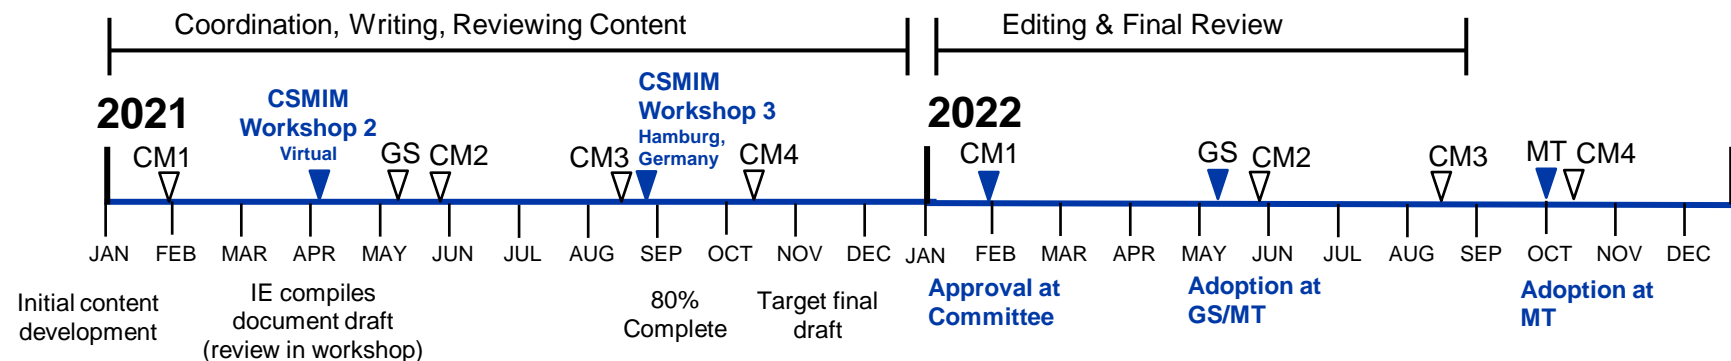 Coordination, Writing, Reviewing Content
Editing & Final Review
2021
CSMIM
Workshop 2
Virtual
CSMIM
Workshop 3
Hamburg,
Germany
2022
CM1
GS
CM2
CM3
CM4
CM1
GS
CM2
CM3
MT
CM4
JAN FEB MAR APR MAY JUN JUL AUG SEP OCT NOV DEC JAN FEB MAR APR MAY JUN JUL AUG SEP OCT NOV DEC
Initial content
development
IE compiles
document draft
(review in workshop)
80%
Complete
Target final
draft
Approval at
Committee
Adoption at
GS/MT
Adoption at
MT